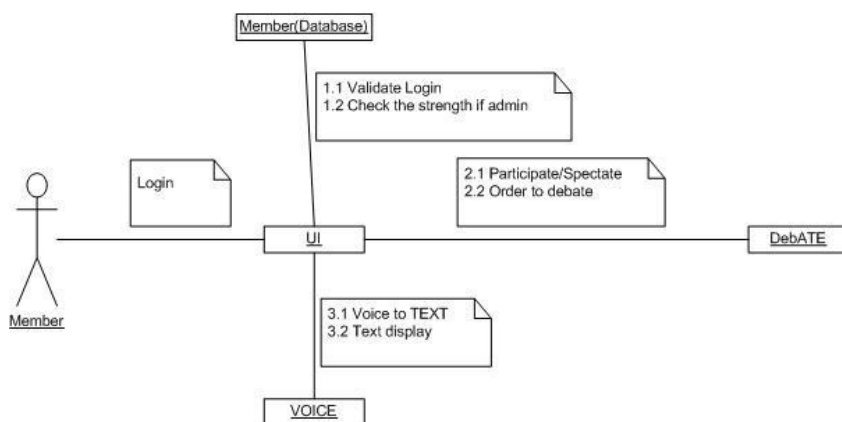 Member(Database)
1.1 Validate Login
1.2 Check the strength if admin
Login
2.1 Participate/Spectate
2.2 Order to debate
UI
DebATE
Member
3.1 Voice to TEXT
3.2 Text display
VOICE